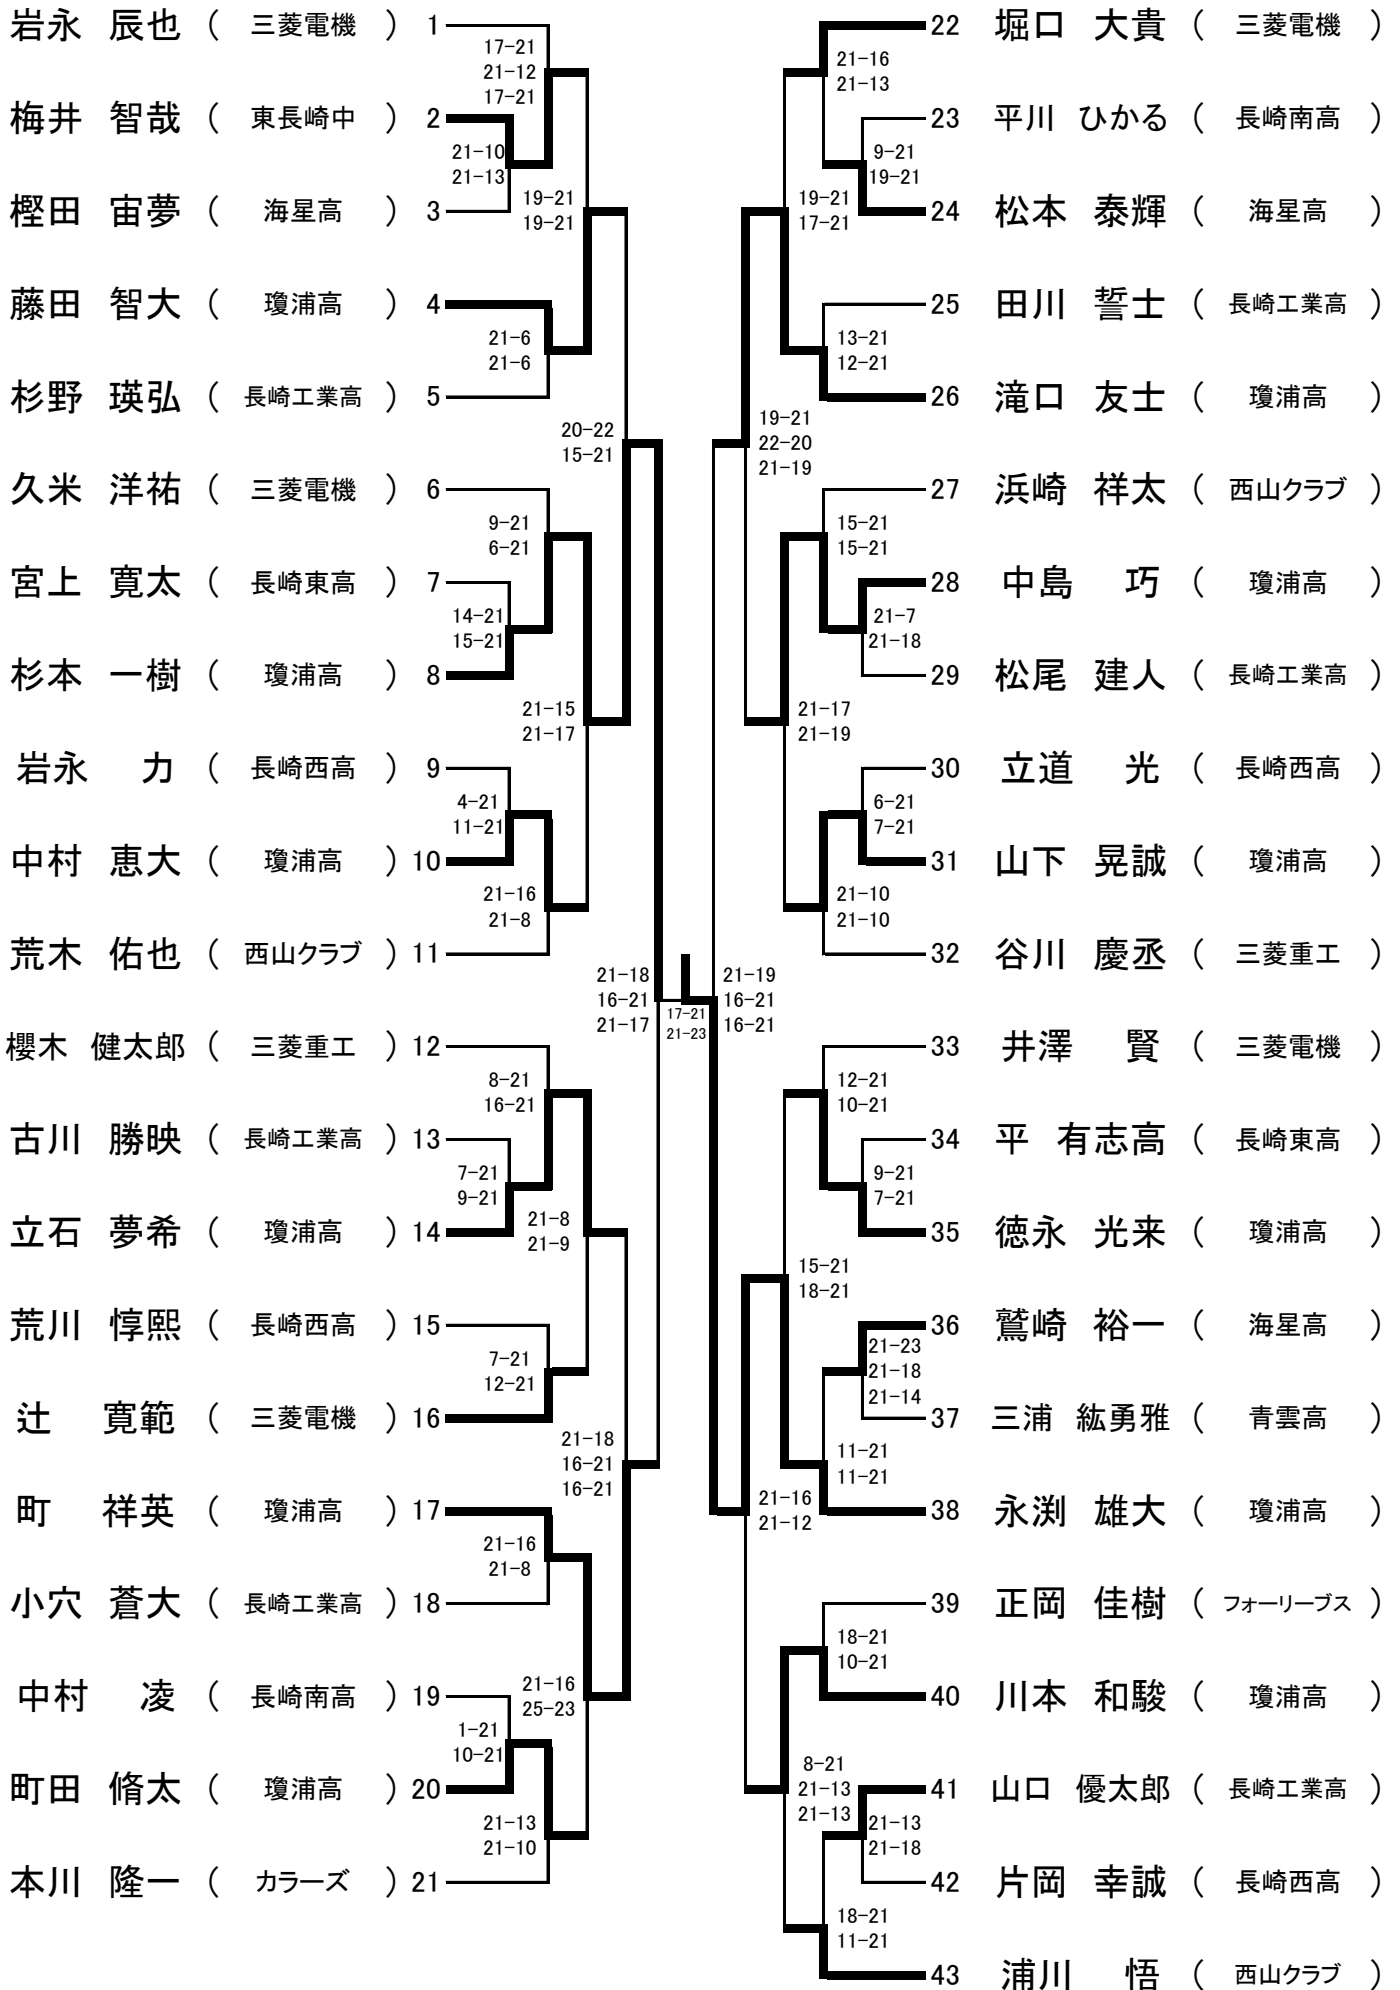 岩永 辰也 ( 三菱電機 ) 1
17-21
21-12
17-21
梅井 智哉 ( 東長崎中 ) 2
21-10
21-13
樫田 宙夢 ( 海星高 ) 3
19-21
19-21
藤田 智大 ( 瓊浦高 ) 4
21-6
21-6
杉野 瑛弘 ( 長崎工業高 ) 5
20-22
15-21
久米 洋祐 ( 三菱電機 ) 6
9-21
6-21
宮上 寛太 ( 長崎東高 ) 7
14-21
15-21
杉本 一樹 ( 瓊浦高 ) 8
21-15
21-17
岩永 力 ( 長崎西高 ) 9
4-21
11-21
中村 恵大 ( 瓊浦高 ) 10
21-16
21-8
荒木 佑也 ( 西山クラブ ) 11
21-18
16-21
21-17
櫻木 健太郎 ( 三菱重工 ) 12
8-21
16-21
古川 勝映 ( 長崎工業高 ) 13
7-21
9-21
立石 夢希 ( 瓊浦高 ) 14
21-8
21-9
荒川 惇熙 ( 長崎西高 ) 15
7-21
12-21
辻 寛範 ( 三菱電機 ) 16
21-18
16-21
16-21
町 祥英 ( 瓊浦高 ) 17
21-16
21-8
小穴 蒼大 ( 長崎工業高 ) 18
21-16
25-23
中村 凌 ( 長崎南高 ) 19
1-21
10-21
町田 脩太 ( 瓊浦高 ) 20
21-13
21-10
本川 隆一 ( カラーズ ) 21
17-21
21-23
22 堀口 大貴 ( 三菱電機 )
21-16
21-13
23 平川 ひかる ( 長崎南高 )
9-21
19-21
24 松本 泰輝 ( 海星高 )
19-21
17-21
25 田川 誓士 ( 長崎工業高 )
13-21
12-21
26 滝口 友士 ( 瓊浦高 )
19-21
22-20
21-19
27 浜崎 祥太 ( 西山クラブ )
15-21
15-21
28 中島 巧 ( 瓊浦高 )
21-7
21-18
29 松尾 建人 ( 長崎工業高 )
21-17
21-19
30 立道 光 ( 長崎西高 )
6-21
7-21
31 山下 晃誠 ( 瓊浦高 )
21-10
21-10
32 谷川 慶丞 ( 三菱重工 )
21-19
16-21
16-21
33 井澤 賢 ( 三菱電機 )
12-21
10-21
34 平 有志高 ( 長崎東高 )
9-21
7-21
35 徳永 光来 ( 瓊浦高 )
15-21
18-21
36 鷲崎 裕一 ( 海星高 )
21-23
21-18
21-14
37 三浦 紘勇雅 ( 青雲高 )
11-21
11-21
38 永渕 雄大 ( 瓊浦高 )
21-16
21-12
39 正岡 佳樹 ( フォーリーブス )
18-21
10-21
40 川本 和駿 ( 瓊浦高 )
8-21
21-13
21-13
41 山口 優太郎 ( 長崎工業高 )
21-13
21-18
42 片岡 幸誠 ( 長崎西高 )
18-21
11-21
43 浦川 悟 ( 西山クラブ )